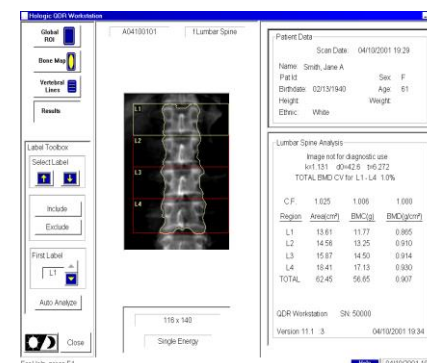 Hologic QDR Workstation
Global
ROI
Bone Map
Vertebral
Lines
Results
Label Toolbox
Select Label
Include
Exclude
First Label
L1
Auto Analyze
Close
A04100101 1Lumbar Spine
L1
L2
L3
L4
116 x 140
Single Energy
Patient Data
Scan Date: 04/10/2001 19:29
Name: Smith, Jane A
Pat Id: Sex: F
Birthdate: 02/13/1940 Age: 61
Height: Weight:
Ethnic: White
Lumbar Spine Analysis
Image not for diagnostic use
k=1.131 d0=42.6 t=6.272
TOTAL BMD CV for L1 - L4 1.0%
C.F. 1.025 1.006 1.000
Region Area(cm²) BMC(g) BMD(g/cm²)
L1 13.61 11.77 0.865
L2 14.56 13.25 0.910
L3 15.87 14.50 0.914
L4 18.41 17.13 0.930
TOTAL 62.45 56.65 0.907
QDR Workstation SN: 50000
Version 11.1 :3 04/10/2001 19:34
For Help, press F1